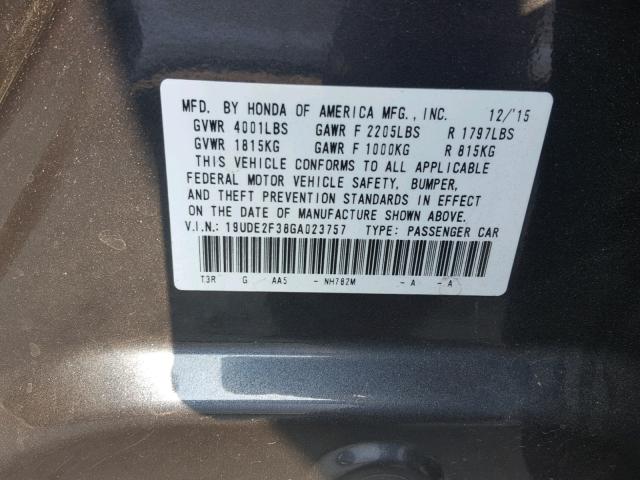 MFD. BY HONDA OF AMERICA MFG., INC. 12/'15
GVWR 4001LBS GAWR F 2205LBS R 1797LBS
GVWR 1815KG GAWR F 1000KG R 815KG
THIS VEHICLE CONFORMS TO ALL APPLICABLE
FEDERAL MOTOR VEHICLE SAFETY, BUMPER,
AND THEFT PREVENTION STANDARDS IN EFFECT
ON THE DATE OF MANUFACTURE SHOWN ABOVE.
V.I.N.: 19UDE2F38GA023757 TYPE: PASSENGER CAR
T3R G AA5 - NH782M - A - A